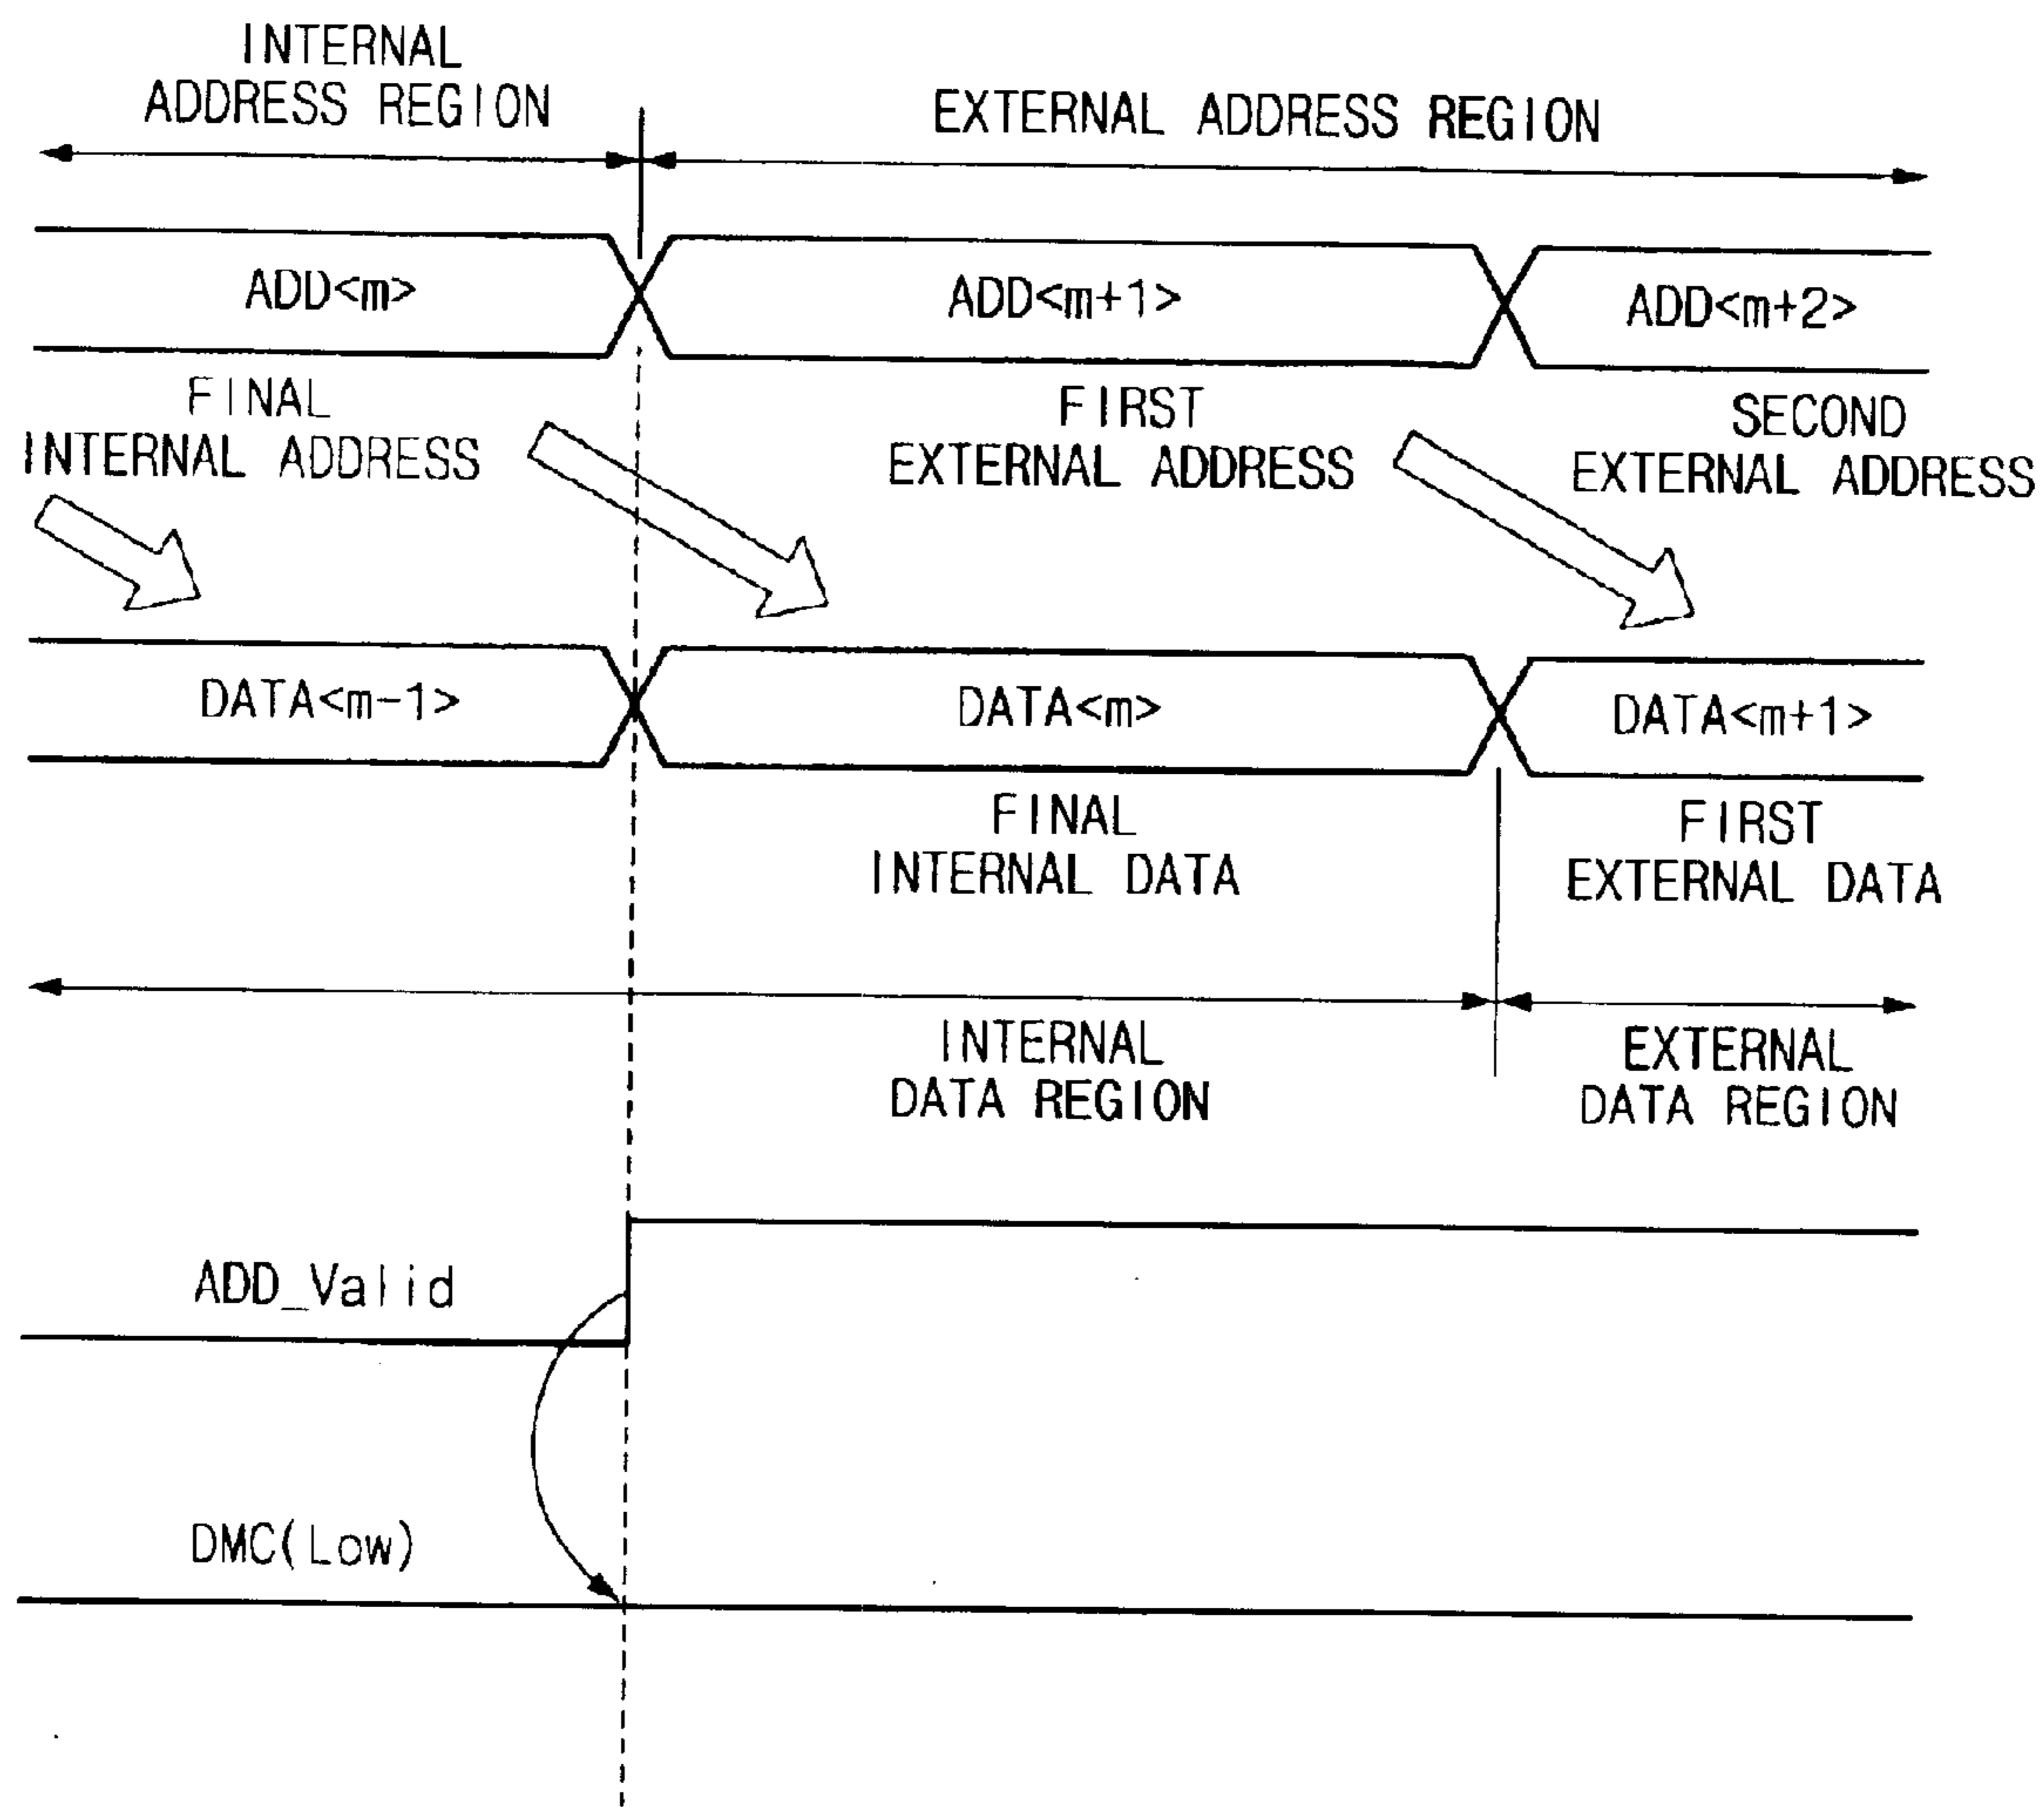 INTERNAL
ADDRESS REGION
EXTERNAL ADDRESS REGION
ADD<m>
ADD<m+1>
ADD<m+2>
FINAL
INTERNAL ADDRESS
FIRST
EXTERNAL ADDRESS
SECOND
EXTERNAL ADDRESS
DATA<m-1>
DATA<m>
DATA<m+1>
FINAL
INTERNAL DATA
FIRST
EXTERNAL DATA
INTERNAL
DATA REGION
EXTERNAL
DATA REGION
ADD_Valid
DMC(Low)